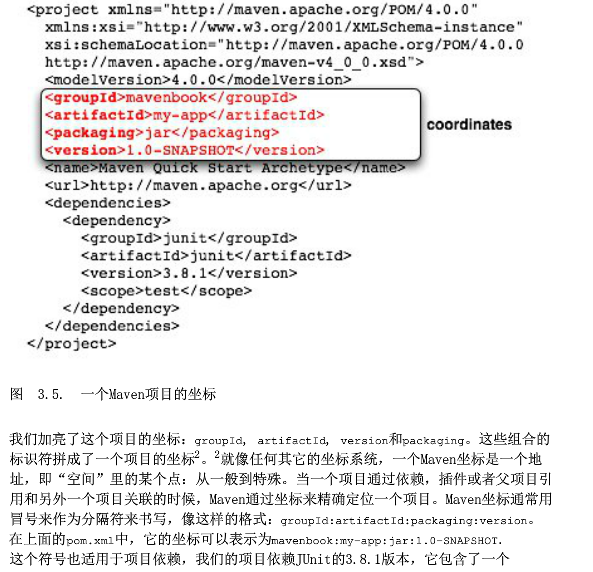 <project xmlns="http://maven.apache.org/POM/4.0.0"
xmlns:xsi="http://www.w3.org/2001/XMLSchema-instance"
xsi:schemaLocation="http://maven.apache.org/POM/4.0.0
http://maven.apache.org/maven-v4_0_0.xsd">
<modelVersion>4.0.0</modelVersion>
<groupId>mavenbook</groupId>
<artifactId>my-app</artifactId>
<packaging>jar</packaging>
<version>1.0-SNAPSHOT</version>
coordinates
<name>Maven Quick Start Archetype</name>
<url>http://maven.apache.org</url>
<dependencies>
<dependency>
<groupId>junit</groupId>
<artifactId>junit</artifactId>
<version>3.8.1</version>
<scope>test</scope>
</dependency>
</dependencies>
</project>
图 3.5. 一个Maven项目的坐标
我们加亮了这个项目的坐标：groupId, artifactId, version和packaging。这些组合的
标识符拼成了一个项目的坐标²。²就像任何其它的坐标系统，一个Maven坐标是一个地
址，即“空间”里的某个点：从一般到特殊。当一个项目通过依赖，插件或者父项目引
用和另外一个项目关联的时候，Maven通过坐标来精确定位一个项目。Maven坐标通常用
冒号来作为分隔符来书写，像这样的格式：groupId:artifactId:packaging:version。
在上面的pom.xml中，它的坐标可以表示为mavenbook:my-app:jar:1.0-SNAPSHOT.
这个符号也适用于项目依赖，我们的项目依赖JUnit的3.8.1版本，它包含了一个